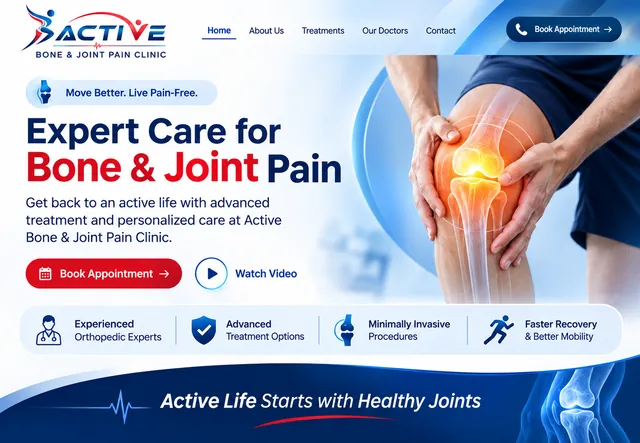 ACTIVE
BONE & JOINT PAIN CLINIC
Home
About Us
Treatments
Our Doctors
Contact
Book Appointment →
Move Better. Live Pain-Free.
Expert Care for
Bone & Joint Pain
Get back to an active life with advanced
treatment and personalized care at Active
Bone & Joint Pain Clinic.
Book Appointment →
Watch Video
Experienced
Orthopedic Experts
Advanced
Treatment Options
Minimally Invasive
Procedures
Faster Recovery
& Better Mobility
Active Life Starts with Healthy Joints